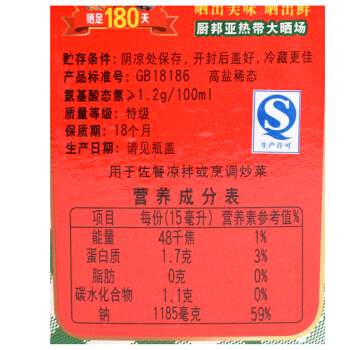 晒足180天
晒出美味 晒出鲜
厨邦亚热带大晒场
贮存条件：阴凉处保存，开封后盖好，冷藏更佳
产品标准号：GB18186 高盐稀态
氨基酸态氮≥1.2g/100ml
质量等级：特级
保质期：18个月
生产日期：请见瓶盖
生产许可
用于佐餐凉拌或烹调炒菜
营养成分表
项目 每份(15毫升) 营养素参考值%
能量 48千焦 1%
蛋白质 1.7克 3%
脂肪 0克 0%
碳水化合物 1.1克 0%
钠 1185毫克 59%